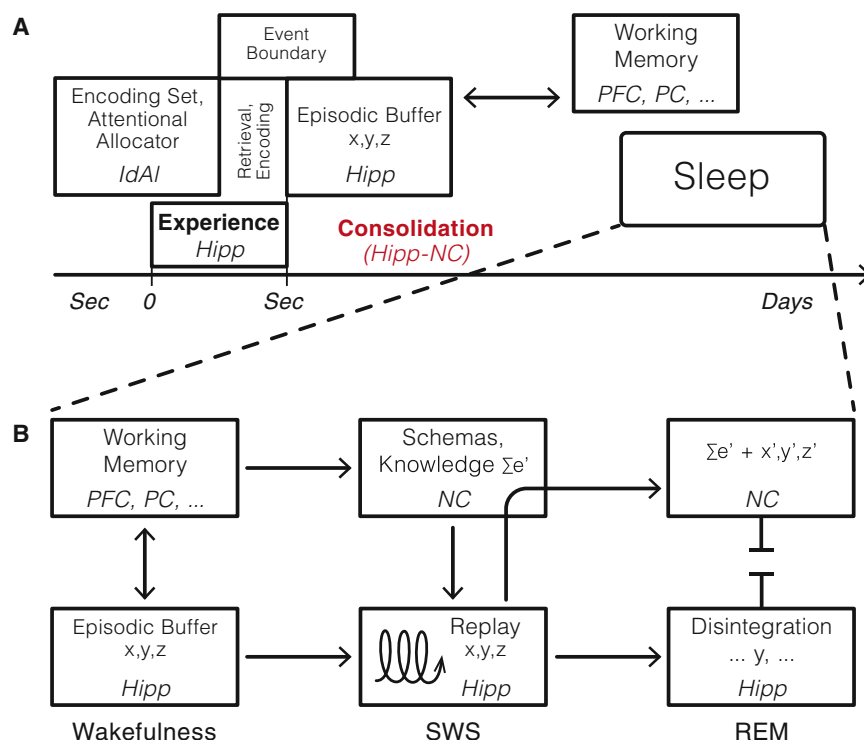 A
Event
Boundary
Working
Memory
PFC, PC, ...
Encoding Set,
Attentional
Allocator
IdAI
Retrieval,
Encoding
Episodic Buffer
x,y,z
Hipp
Sleep
Experience
Hipp
Consolidation
(Hipp-NC)
Sec 0 Sec Days
B
Working
Memory
PFC, PC, ...
Schemas,
Knowledge ∑e'
NC
∑e' + x',y',z'
NC
Episodic Buffer
x,y,z
Hipp
Replay
x,y,z
Hipp
Disintegration
... y, ...
Hipp
Wakefulness SWS REM